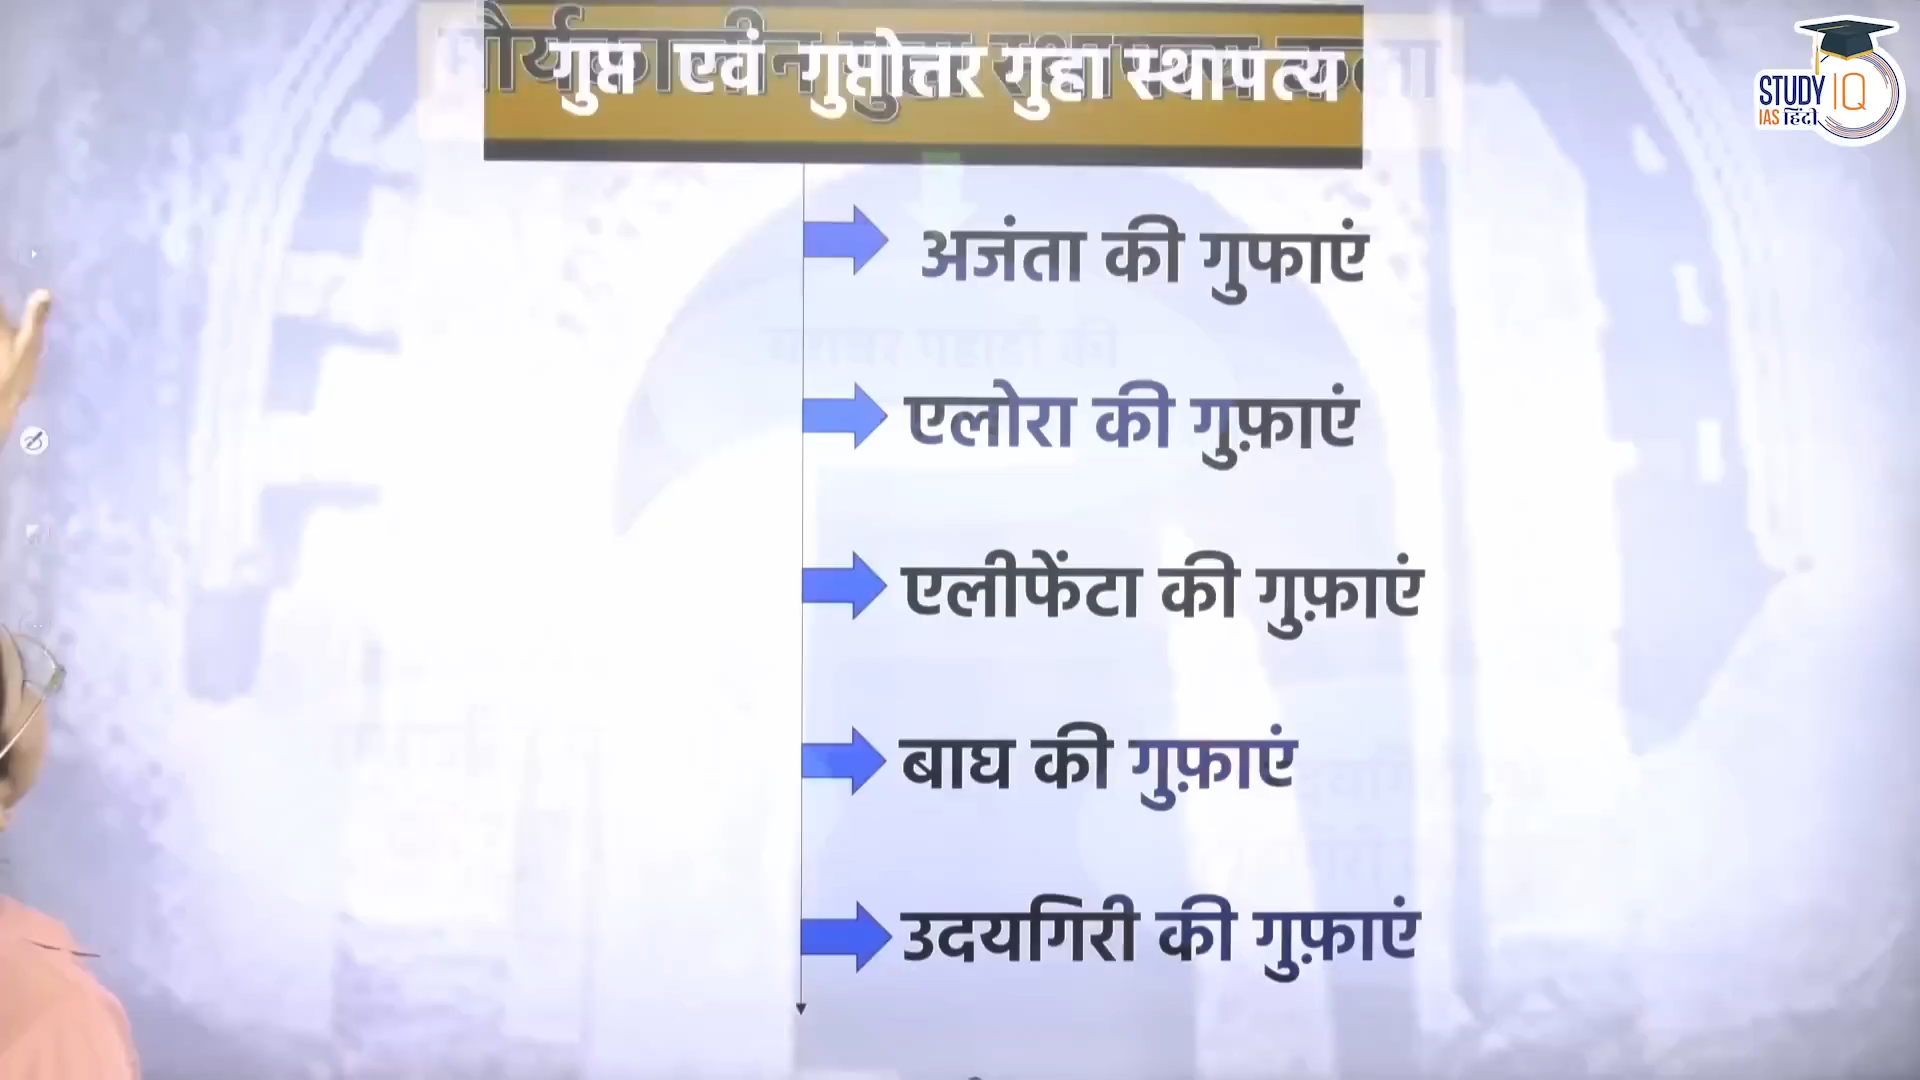 गुप्त एवं गुप्तोत्तर गुहा स्थापत्य
STUDY IQ
IAS हिंदी
अजंता की गुफाएं
एलोरा की गुफ़ाएं
एलीफेंटा की गुफ़ाएं
बाघ की गुफ़ाएं
उदयगिरी की गुफ़ाएं